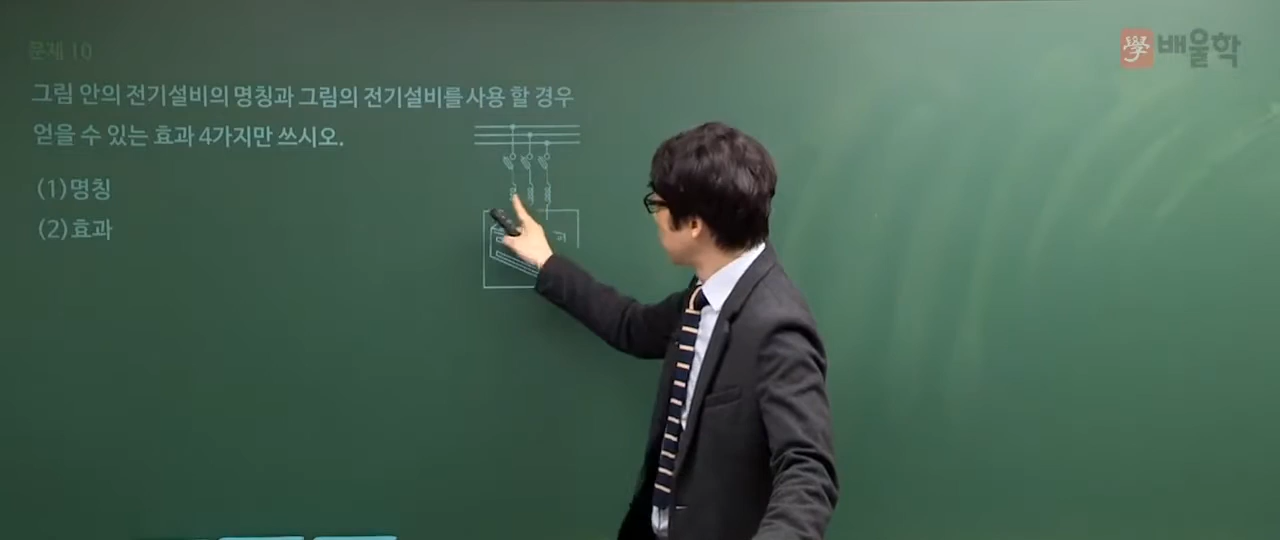 문제 10
學 배울학
그림 안의 전기설비의 명칭과 그림의 전기설비를 사용 할 경우
얻을 수 있는 효과 4가지만 쓰시오.
(1) 명칭
(2) 효과